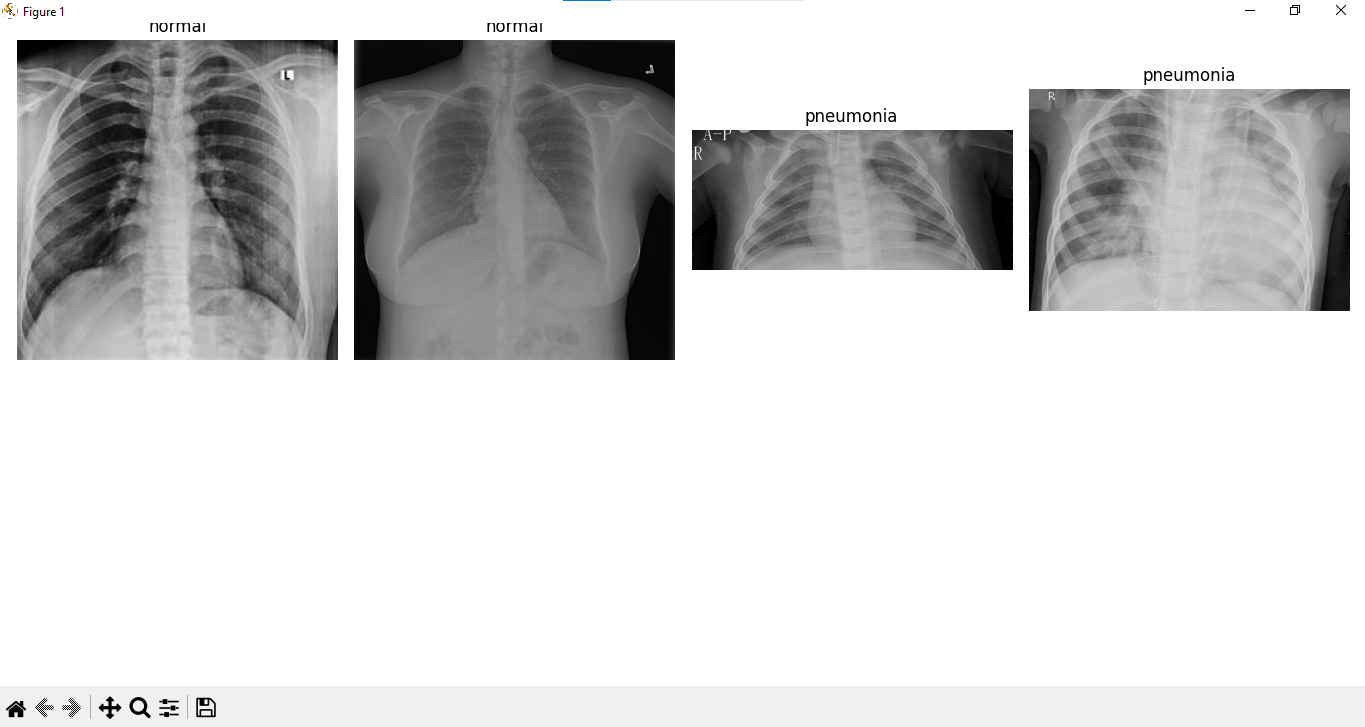 Figure 1
normal
normal
pneumonia
pneumonia
L
L
A-P
R
R